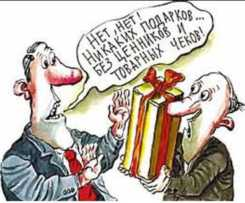 НЕТ, НЕТ!
НИКАКИХ ПОДАРКОВ...
БЕЗ ЦЕННИКОВ И
ТОВАРНЫХ ЧЕКОВ!